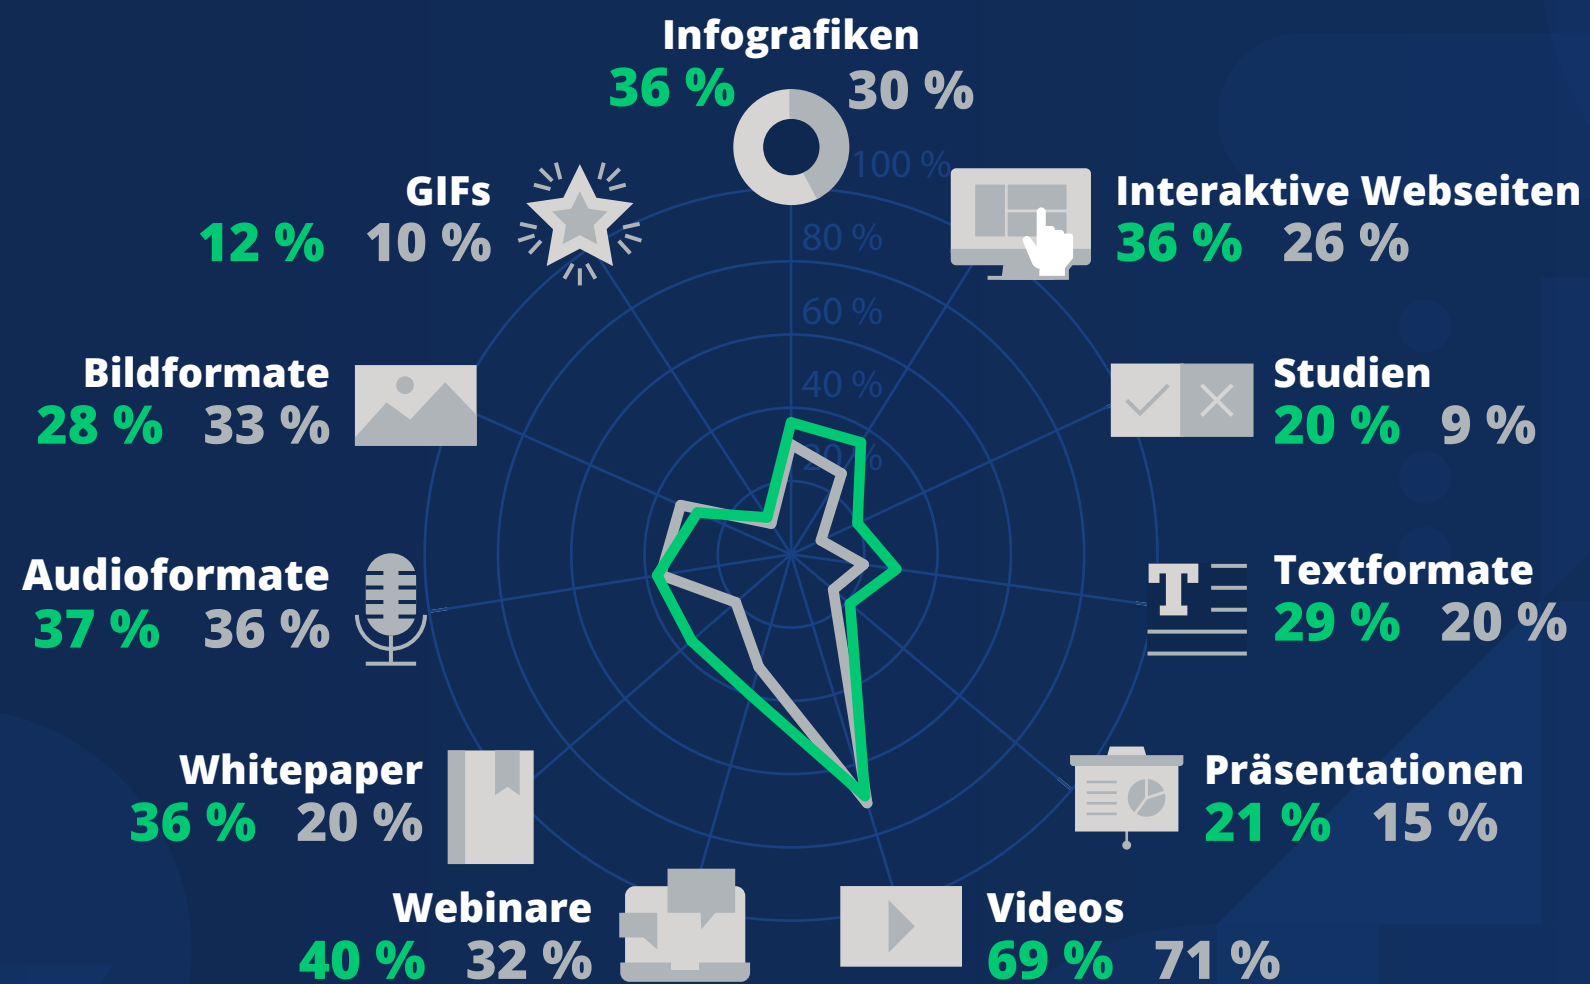 Infografiken
36 % 30 %
GIFs
12 % 10 %
Interaktive Webseiten
36 % 26 %
100 %
80 %
60 %
40 %
20 %
Bildformate
28 % 33 %
Studien
20 % 9 %
Audioformate
37 % 36 %
T
Textformate
29 % 20 %
Whitepaper
36 % 20 %
Präsentationen
21 % 15 %
Webinare
40 % 32 %
Videos
69 % 71 %